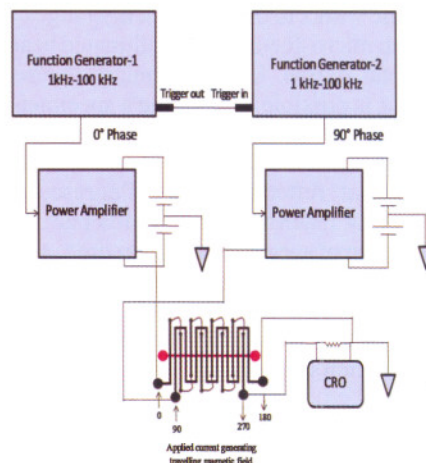 Function Generator-1
1kHz-100 kHz
Function Generator-2
1 kHz-100 kHz
Trigger out
Trigger in
0° Phase
90° Phase
Power Amplifier
Power Amplifier
CRO
0
90
270
180
Applied current generating
travelling magnetic field